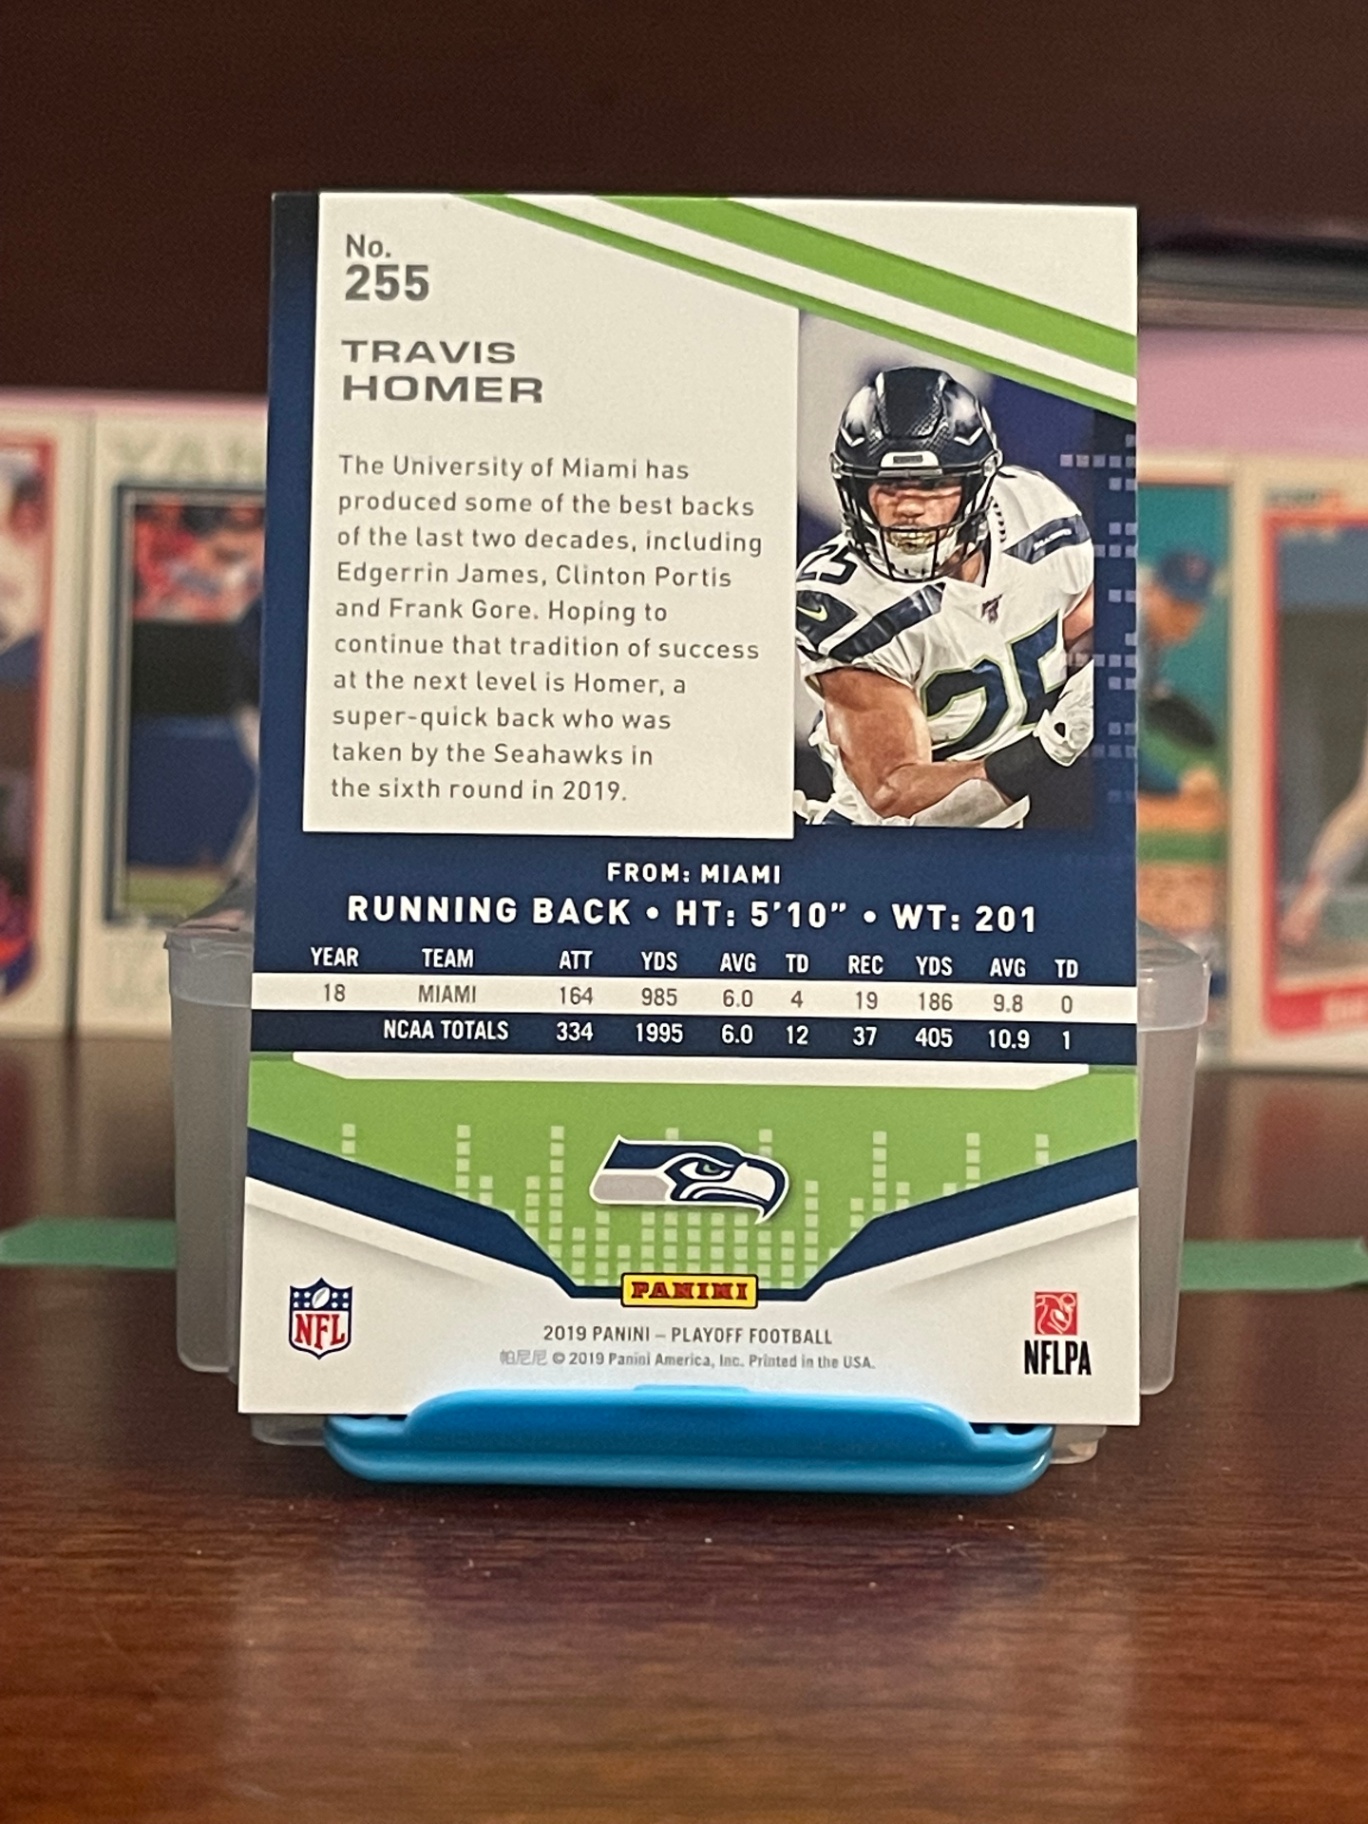 No.
255
TRAVIS
HOMER
The University of Miami has
produced some of the best backs
of the last two decades, including
Edgerrin James, Clinton Portis
and Frank Gore. Hoping to
continue that tradition of success
at the next level is Homer, a
super-quick back who was
taken by the Seahawks in
the sixth round in 2019.
25
25
FROM: MIAMI
RUNNING BACK • HT: 5'10" • WT: 201
YEAR TEAM ATT YDS AVG TD REC YDS AVG TD
18 MIAMI 164 985 6.0 4 19 186 9.8 0
NCAA TOTALS 334 1995 6.0 12 37 405 10.9 1
PANINI
NFL
2019 PANINI – PLAYOFF FOOTBALL
帕尼尼 © 2019 Panini America, Inc. Printed in the USA.
NFLPA